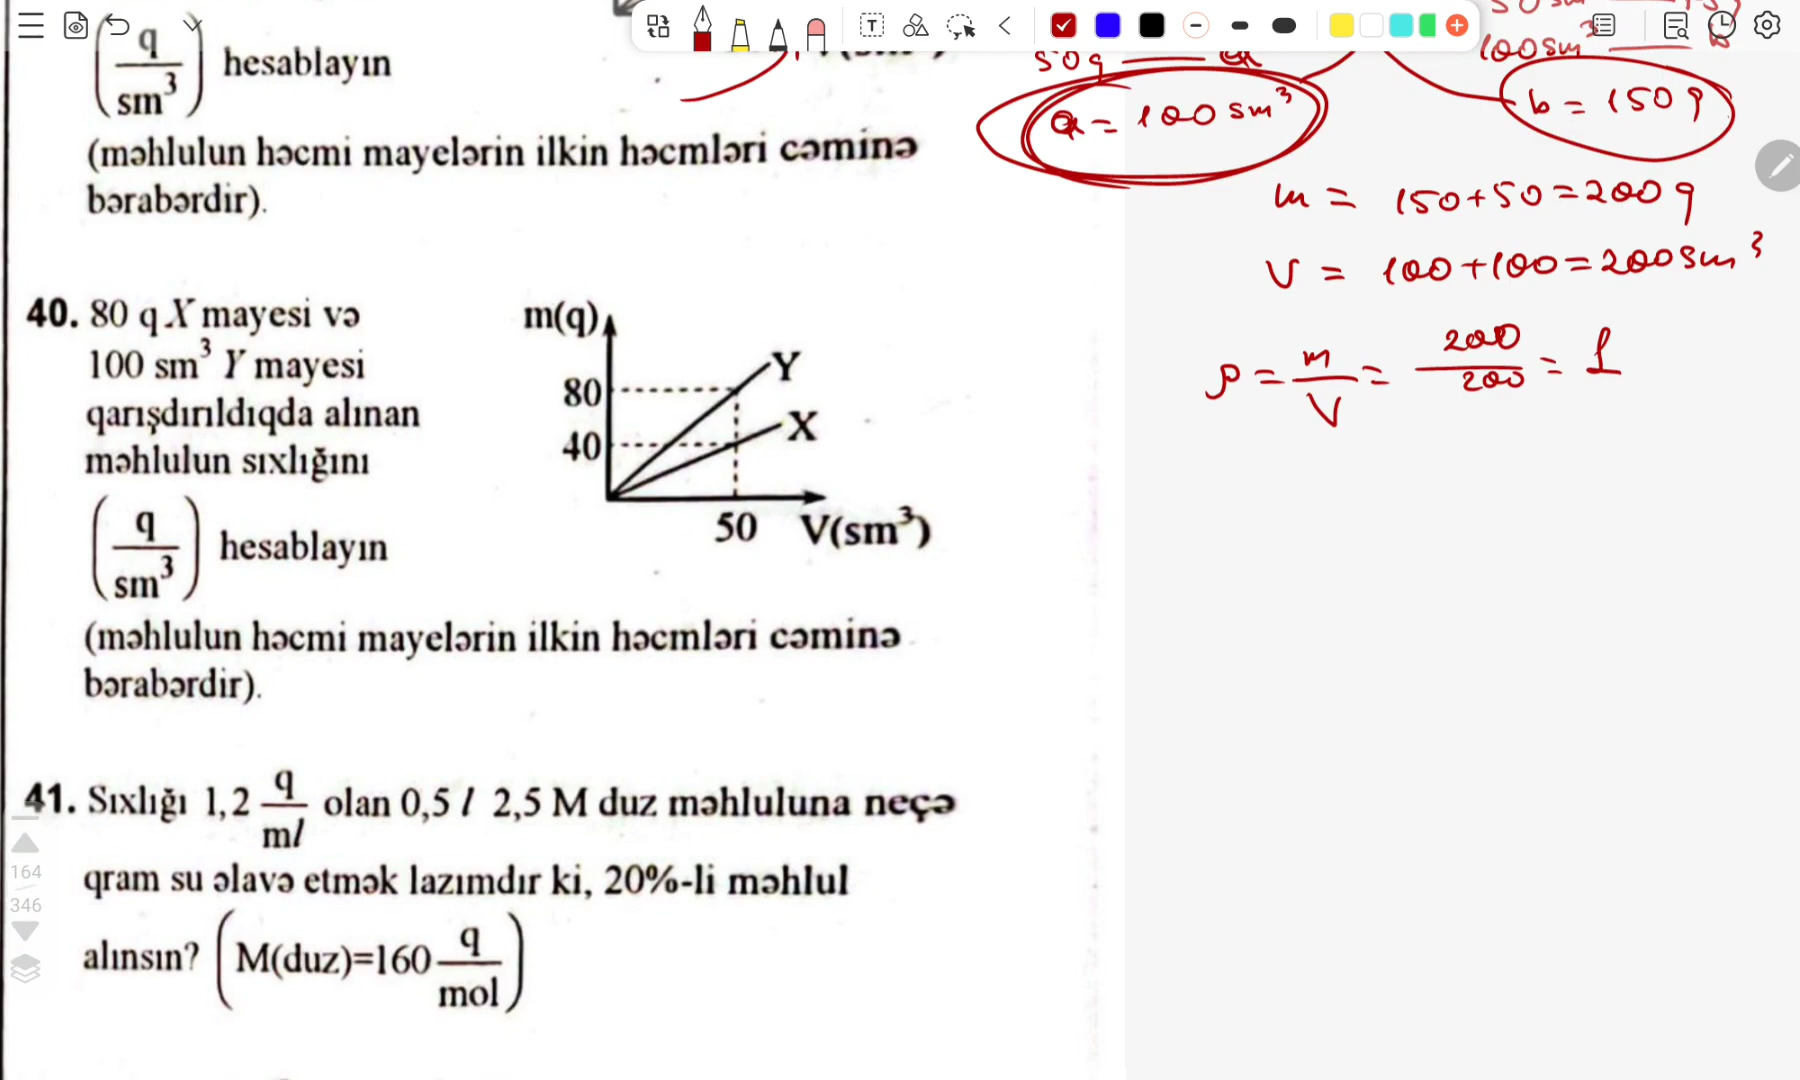 (q/sm³) hesablayın
(məhlulun həcmi mayelərin ilkin həcmləri cəminə
bərabərdir).
50q — a
a = 100 sm³
100sm³ —
b = 150 q
m = 150+50=200 q
V = 100+100=200sm³
ρ = m/V = 200/200 = 1
40. 80 q X mayesi və
100 sm³ Y mayesi
qarışdırıldıqda alınan
məhlulun sıxlığını
(q/sm³) hesablayın
(məhlulun həcmi mayelərin ilkin həcmləri cəminə
bərabərdir).
m(q)
Y
80
X
40
50 V(sm³)
41. Sıxlığı 1,2 q/ml olan 0,5 l 2,5 M duz məhluluna neçə
qram su əlavə etmək lazımdır ki, 20%-li məhlul
alınsın? (M(duz)=160 q/mol)
164
346
T